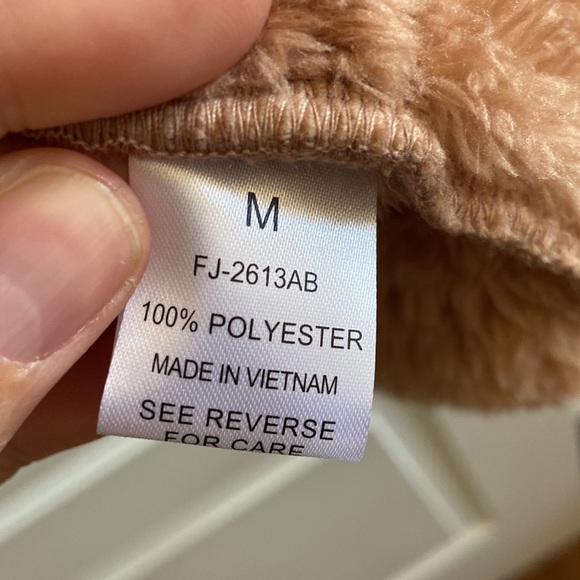 M
FJ-2613AB
100% POLYESTER
MADE IN VIETNAM
SEE REVERSE
FOR CARE